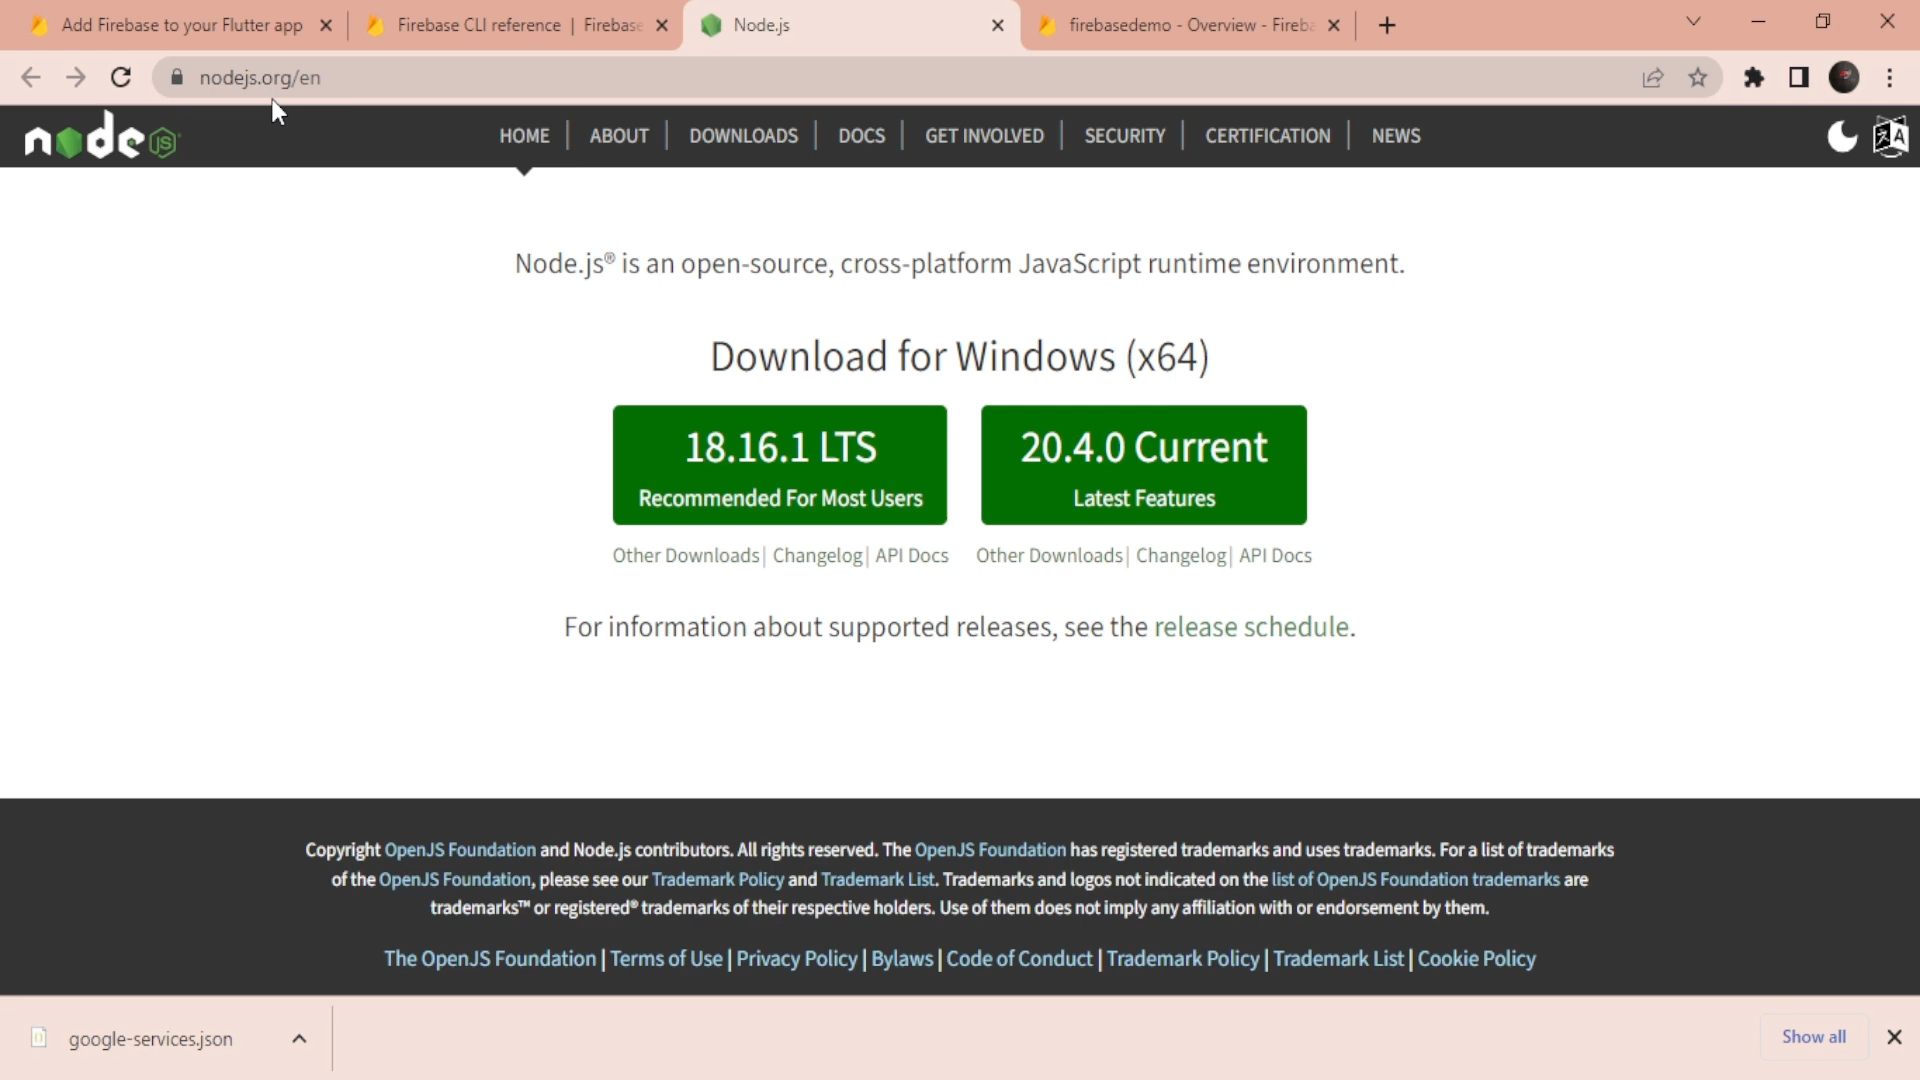 Add Firebase to your Flutter app
Firebase CLI reference | Firebase
Node.js
firebasedemo - Overview - Fireba
nodejs.org/en
node JS
HOME | ABOUT | DOWNLOADS | DOCS | GET INVOLVED | SECURITY | CERTIFICATION | NEWS
Node.js® is an open-source, cross-platform JavaScript runtime environment.
Download for Windows (x64)
18.16.1 LTS
Recommended For Most Users
20.4.0 Current
Latest Features
Other Downloads | Changelog | API Docs
Other Downloads | Changelog | API Docs
For information about supported releases, see the release schedule.
Copyright OpenJS Foundation and Node.js contributors. All rights reserved. The OpenJS Foundation has registered trademarks and uses trademarks. For a list of trademarks
of the OpenJS Foundation, please see our Trademark Policy and Trademark List. Trademarks and logos not indicated on the list of OpenJS Foundation trademarks are
trademarks™ or registered® trademarks of their respective holders. Use of them does not imply any affiliation with or endorsement by them.
The OpenJS Foundation | Terms of Use | Privacy Policy | Bylaws | Code of Conduct | Trademark Policy | Trademark List | Cookie Policy
google-services.json
Show all